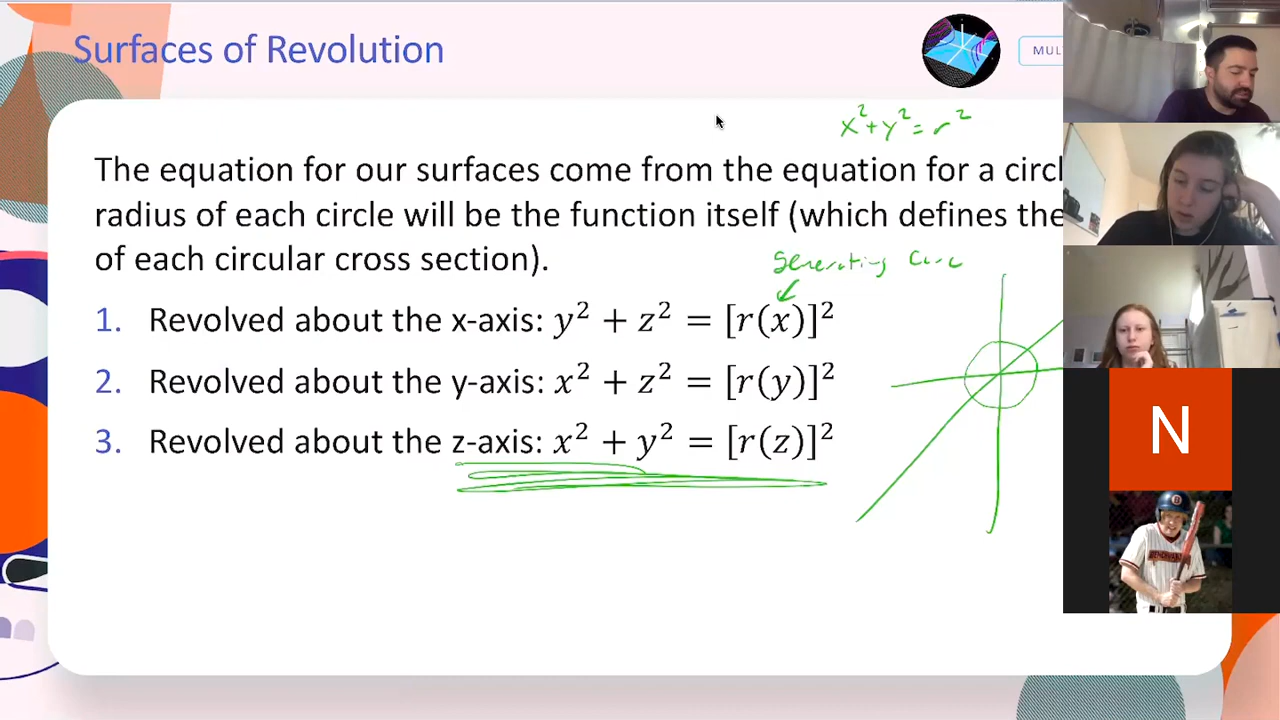 Surfaces of Revolution
MUL
x² + y² = r²
The equation for our surfaces come from the equation for a circl
radius of each circle will be the function itself (which defines the
of each circular cross section).
Generating Curv
1. Revolved about the x-axis: y² + z² = [r(x)]²
2. Revolved about the y-axis: x² + z² = [r(y)]²
3. Revolved about the z-axis: x² + y² = [r(z)]²
N
B